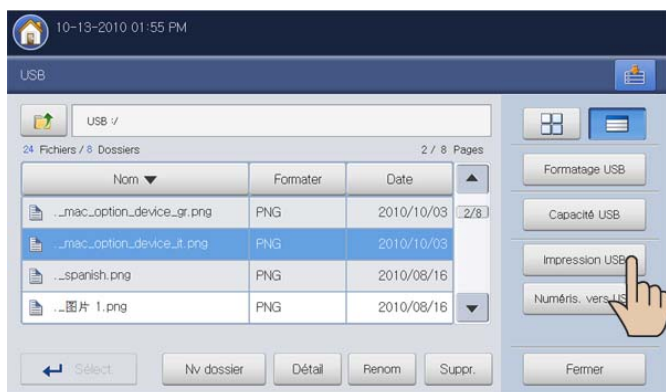 10-13-2010 01:55 PM
USB
USB :/
24 Fichiers / 8 Dossiers
2 / 8 Pages
Nom Formater Date
._mac_option_device_gr.png PNG 2010/10/03 2/8
._mac_option_device_it.png PNG 2010/10/03
._spanish.png PNG 2010/08/16
._图片 1.png PNG 2010/08/16
Sélect. Nv dossier Détail Renom Suppr.
Formatage USB
Capacité USB
Impression USB
Numéris. vers US
Fermer